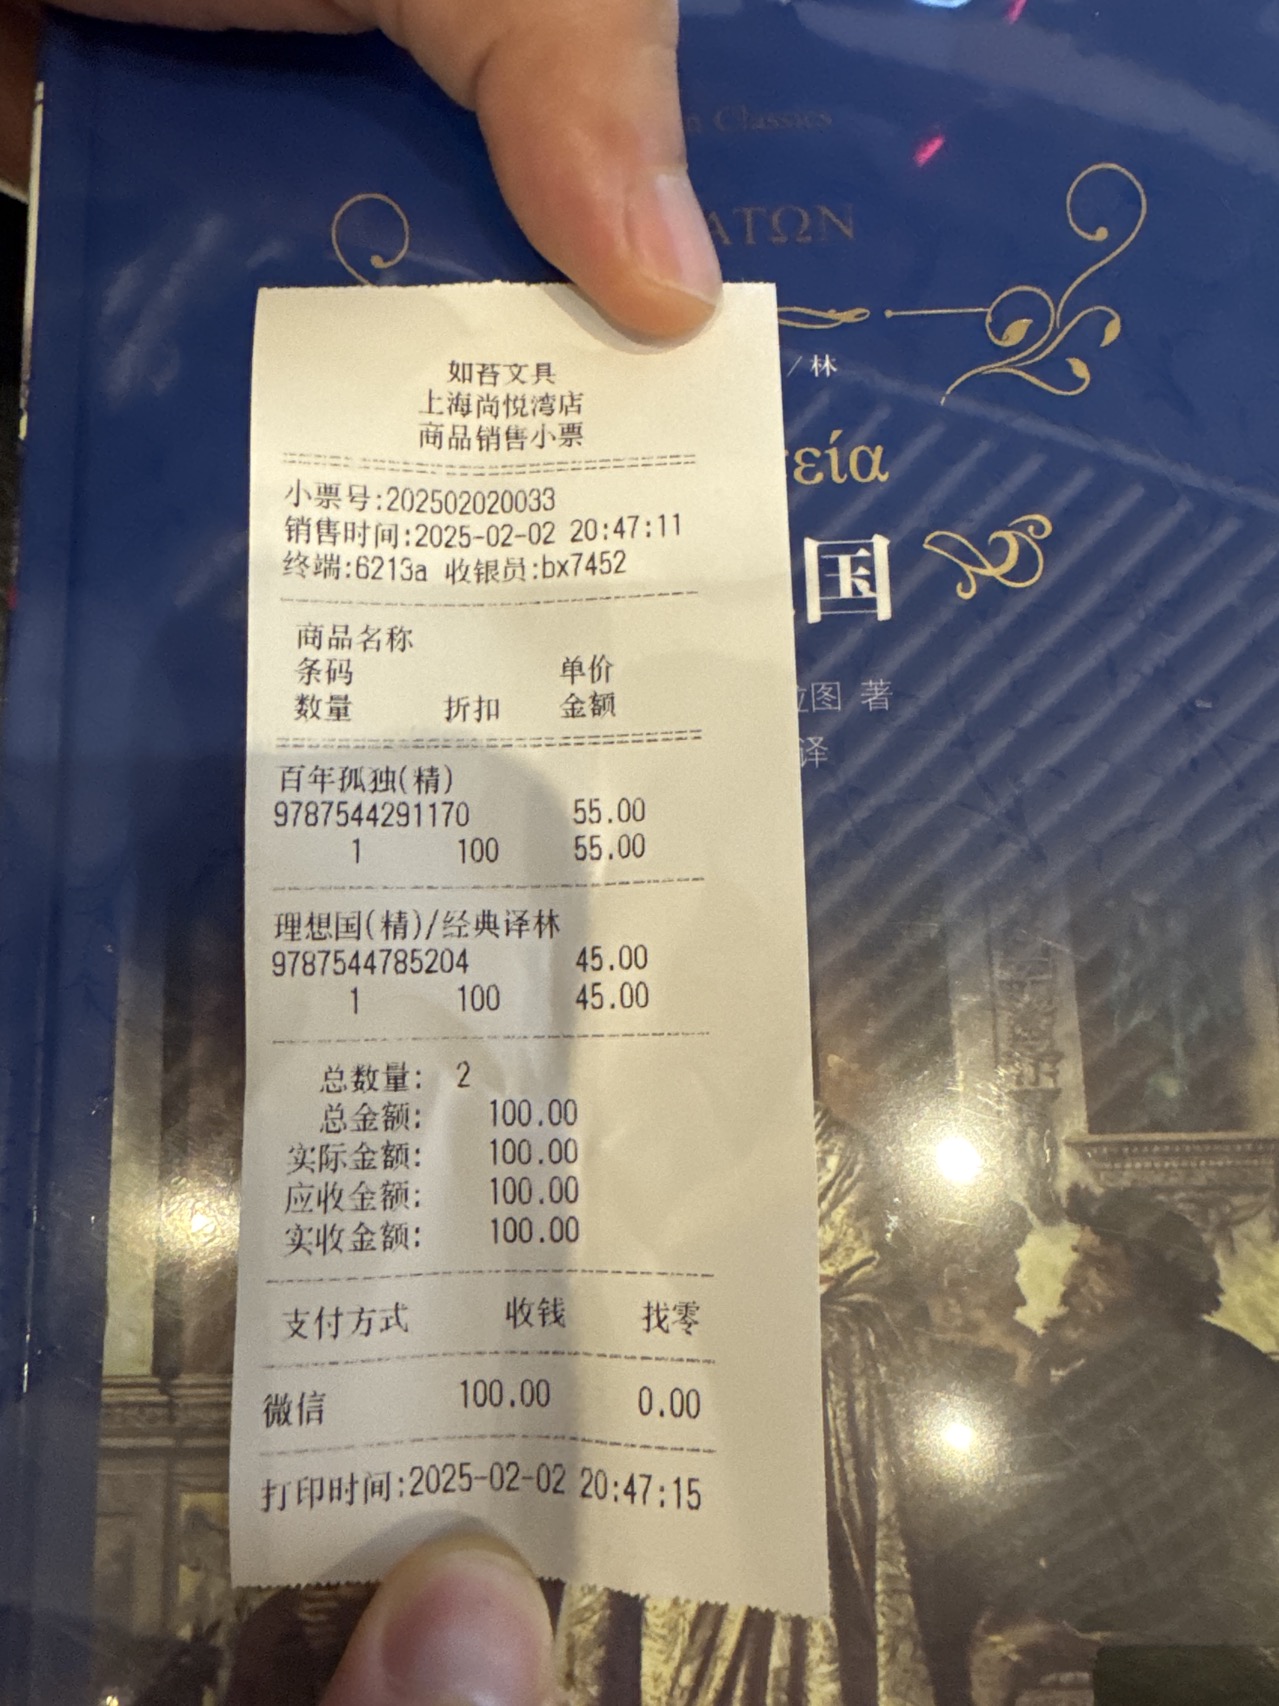 Classics
ΑΤΩΝ
/林
εία
国
图 著
译
如苔文具
上海尚悦湾店
商品销售小票
小票号:202502020033
销售时间:2025-02-02 20:47:11
终端:6213a 收银员:bx7452
商品名称
条码 单价
数量 折扣 金额
百年孤独(精)
9787544291170 55.00
1 100 55.00
理想国(精)/经典译林
9787544785204 45.00
1 100 45.00
总数量: 2
总金额: 100.00
实际金额: 100.00
应收金额: 100.00
实收金额: 100.00
支付方式 收钱 找零
微信 100.00 0.00
打印时间:2025-02-02 20:47:15